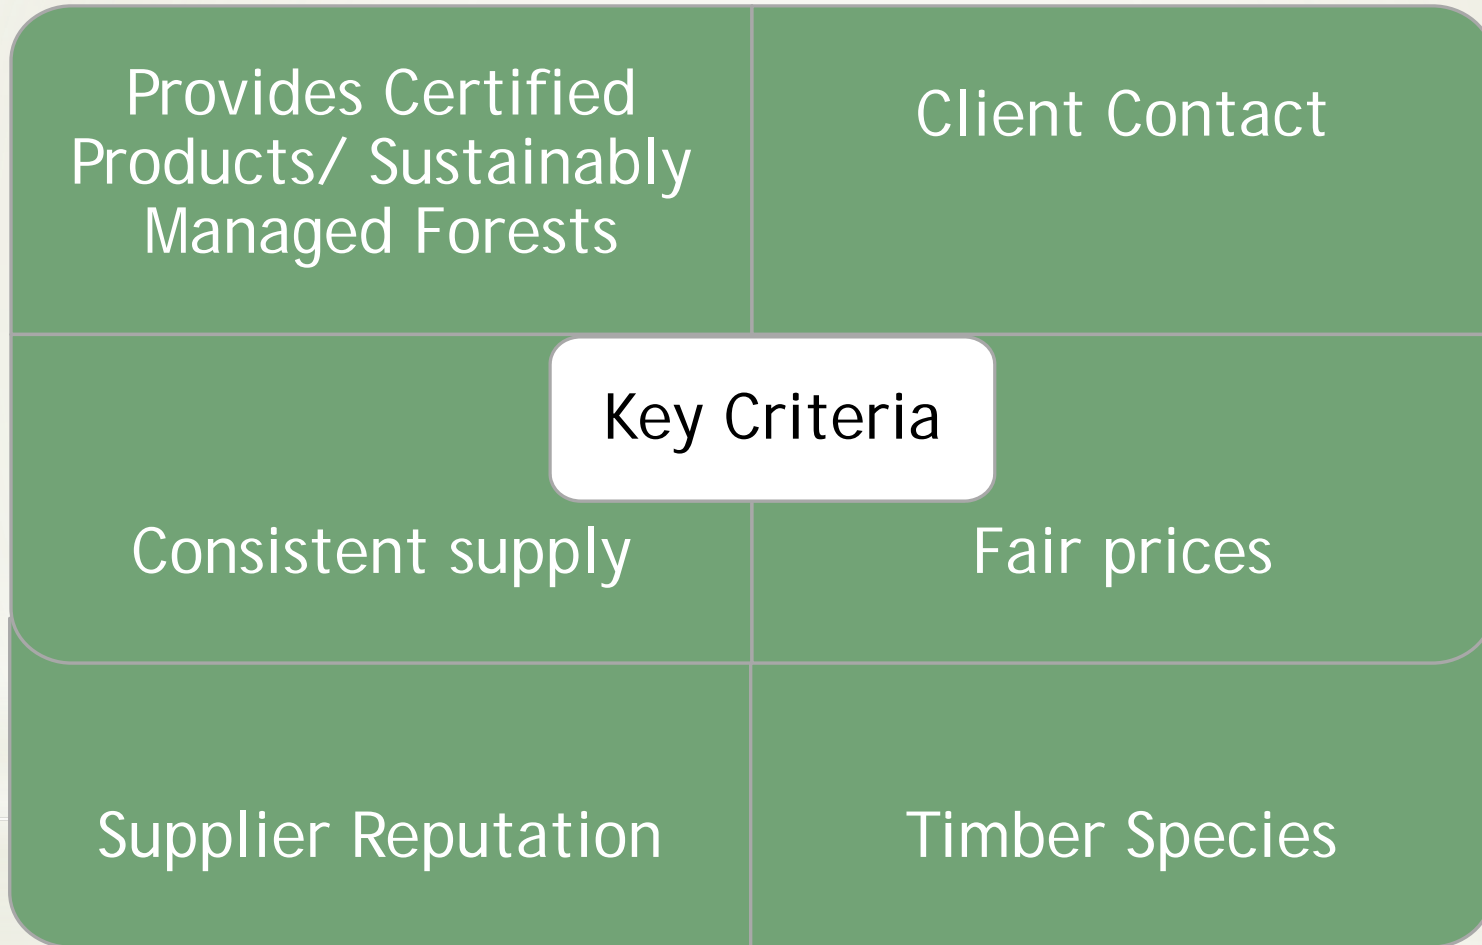 Provides Certified
Products/ Sustainably
Managed Forests
Client Contact
Key Criteria
Consistent supply
Fair prices
Supplier Reputation
Timber Species